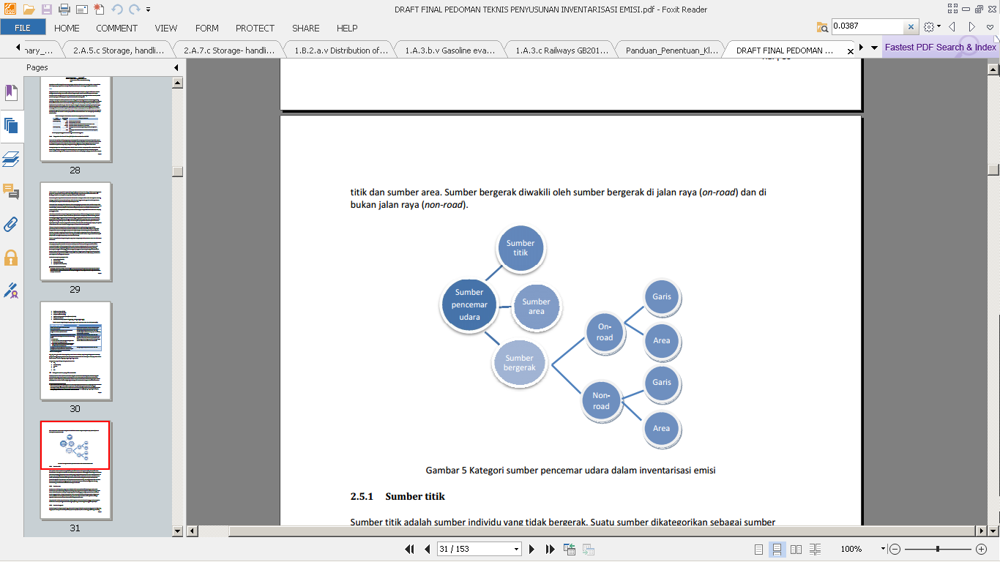 DRAFT FINAL PEDOMAN TEKNIS PENYUSUNAN INVENTARISASI EMISI.pdf - Foxit Reader
FILE HOME COMMENT VIEW FORM PROTECT SHARE HELP
0.0387
nary_... 2.A.5.c Storage, handli... 2.A.7.c Storage- handli... 1.B.2.a.v Distribution of... 1.A.3.b.v Gasoline eva... 1.A.3.c Railways GB201... Panduan_Penentuan_Kl... DRAFT FINAL PEDOMAN ...
Fastest PDF Search & Index
Pages
28
29
30
31
titik dan sumber area. Sumber bergerak diwakili oleh sumber bergerak di jalan raya (on-road) dan di
bukan jalan raya (non-road).
Sumber
titik
Sumber
pencemar
udara
Sumber
area
Sumber
bergerak
On-
road
Garis
Area
Non-
road
Garis
Area
Gambar 5 Kategori sumber pencemar udara dalam inventarisasi emisi
2.5.1 Sumber titik
Sumber titik adalah sumber individu yang tidak bergerak. Suatu sumber dikategorikan sebagai sumber
31 / 153
100%